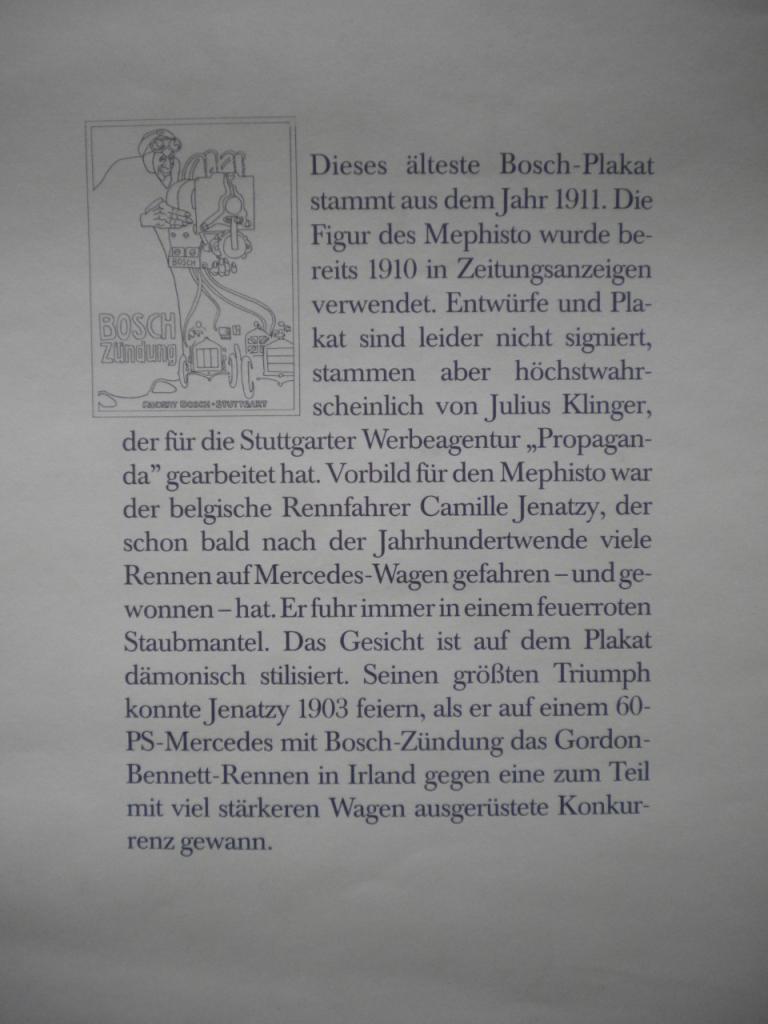 BOSCH
BOSCH
Zündung
ROBERT BOSCH · STUTTGART
Dieses älteste Bosch-Plakat
stammt aus dem Jahr 1911. Die
Figur des Mephisto wurde be-
reits 1910 in Zeitungsanzeigen
verwendet. Entwürfe und Pla-
kat sind leider nicht signiert,
stammen aber höchstwahr-
scheinlich von Julius Klinger,
der für die Stuttgarter Werbeagentur „Propagan-
da” gearbeitet hat. Vorbild für den Mephisto war
der belgische Rennfahrer Camille Jenatzy, der
schon bald nach der Jahrhundertwende viele
Rennen auf Mercedes-Wagen gefahren – und ge-
wonnen – hat. Er fuhr immer in einem feuerroten
Staubmantel. Das Gesicht ist auf dem Plakat
dämonisch stilisiert. Seinen größten Triumph
konnte Jenatzy 1903 feiern, als er auf einem 60-
PS-Mercedes mit Bosch-Zündung das Gordon-
Bennett-Rennen in Irland gegen eine zum Teil
mit viel stärkeren Wagen ausgerüstete Konkur-
renz gewann.